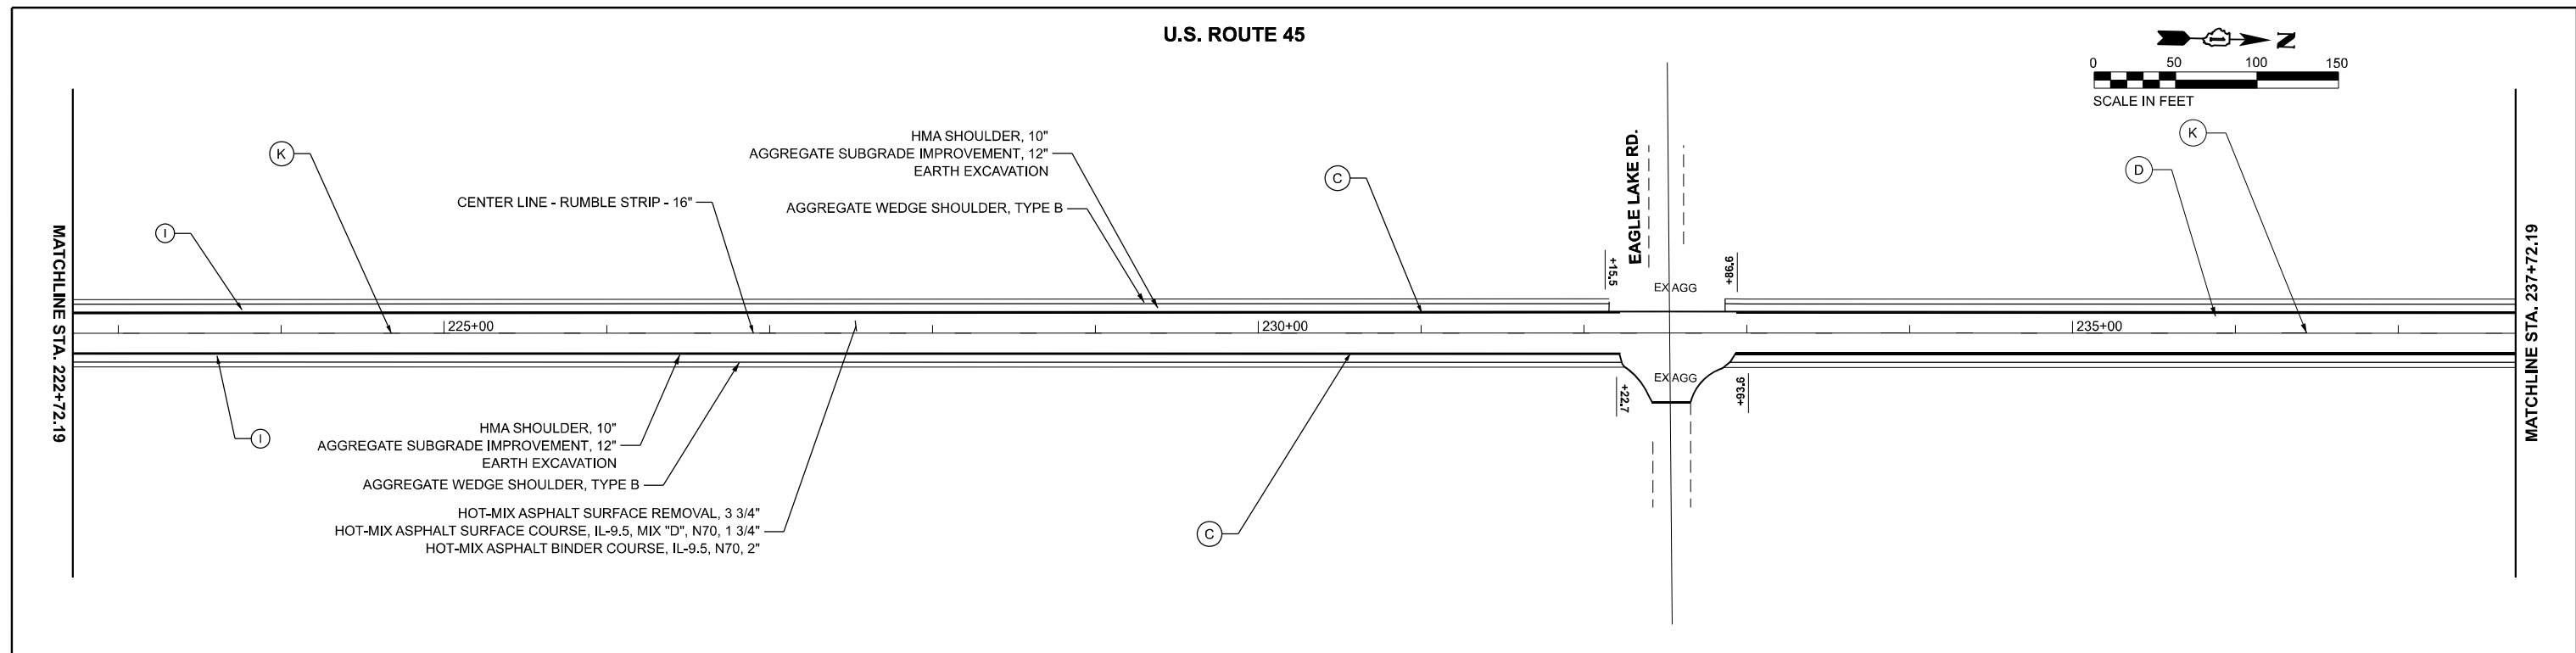 U.S. ROUTE 45
N
0 50 100 150
SCALE IN FEET
MATCHLINE STA. 222+72.19
I
K
CENTER LINE - RUMBLE STRIP - 16"
HMA SHOULDER, 10"
AGGREGATE SUBGRADE IMPROVEMENT, 12"
EARTH EXCAVATION
AGGREGATE WEDGE SHOULDER, TYPE B
C
EAGLE LAKE RD.
+15.5
EX AGG
+86.6
D
K
MATCHLINE STA. 237+72.19
225+00
230+00
235+00
EX AGG
+22.7
+93.6
I
HMA SHOULDER, 10"
AGGREGATE SUBGRADE IMPROVEMENT, 12"
EARTH EXCAVATION
AGGREGATE WEDGE SHOULDER, TYPE B
HOT-MIX ASPHALT SURFACE REMOVAL, 3 3/4"
HOT-MIX ASPHALT SURFACE COURSE, IL-9.5, MIX "D", N70, 1 3/4"
HOT-MIX ASPHALT BINDER COURSE, IL-9.5, N70, 2"
C